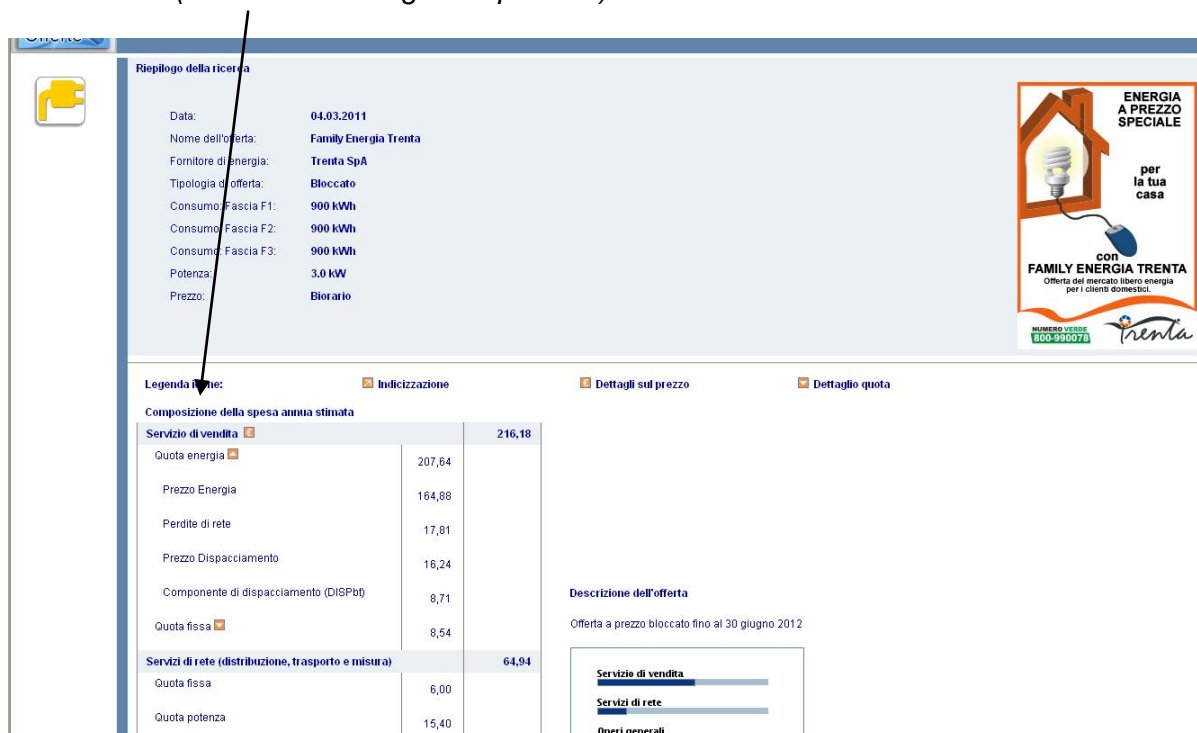 Riepilogo della ricerca
Data: 04.03.2011
Nome dell'offerta: Family Energia Trenta
Fornitore di energia: Trenta SpA
Tipologia di offerta: Bloccato
Consumo: Fascia F1: 900 kWh
Consumo: Fascia F2: 900 kWh
Consumo: Fascia F3: 900 kWh
Potenza: 3.0 kW
Prezzo: Biorario
ENERGIA
A PREZZO
SPECIALE
per
la tua
casa
con
FAMILY ENERGIA TRENTA
Offerta del mercato libero energia
per i clienti domestici.
NUMERO VERDE
800-990078
Trenta
Legenda icone: Indicizzazione € Dettagli sul prezzo Dettaglio quota
Composizione della spesa annua stimata
Servizio di vendita € 216,18
Quota energia 207,64
Prezzo Energia 164,88
Perdite di rete 17,81
Prezzo Dispacciamento 16,24
Componente di dispacciamento (DISPbt) 8,71
Quota fissa 8,54
Servizi di rete (distribuzione, trasporto e misura) 64,94
Quota fissa 6,00
Quota potenza 15,40
Descrizione dell'offerta
Offerta a prezzo bloccato fino al 30 giugno 2012
Servizio di vendita
Servizi di rete
Oneri generali